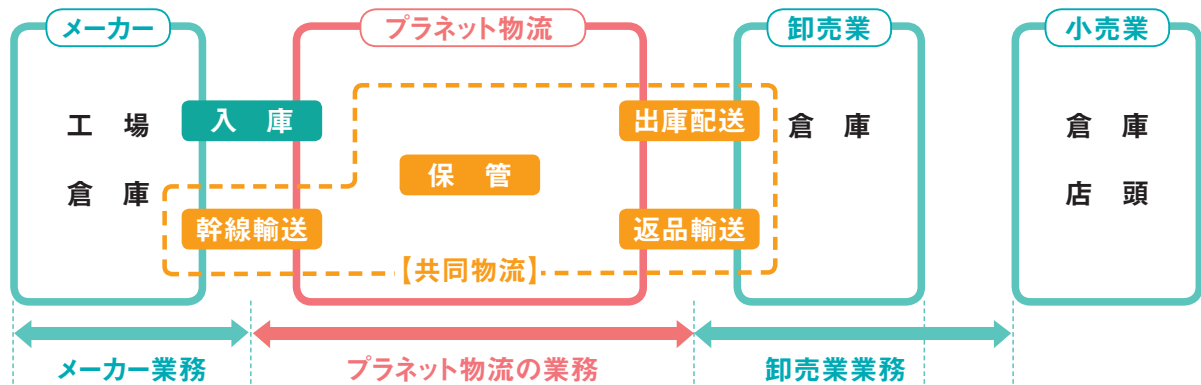 メーカー
プラネット物流
卸売業
小売業
工 場
入 庫
出庫配送
倉 庫
倉 庫
保 管
倉 庫
店 頭
幹線輸送
返品輸送
【共同物流】
メーカー業務
プラネット物流の業務
卸売業業務